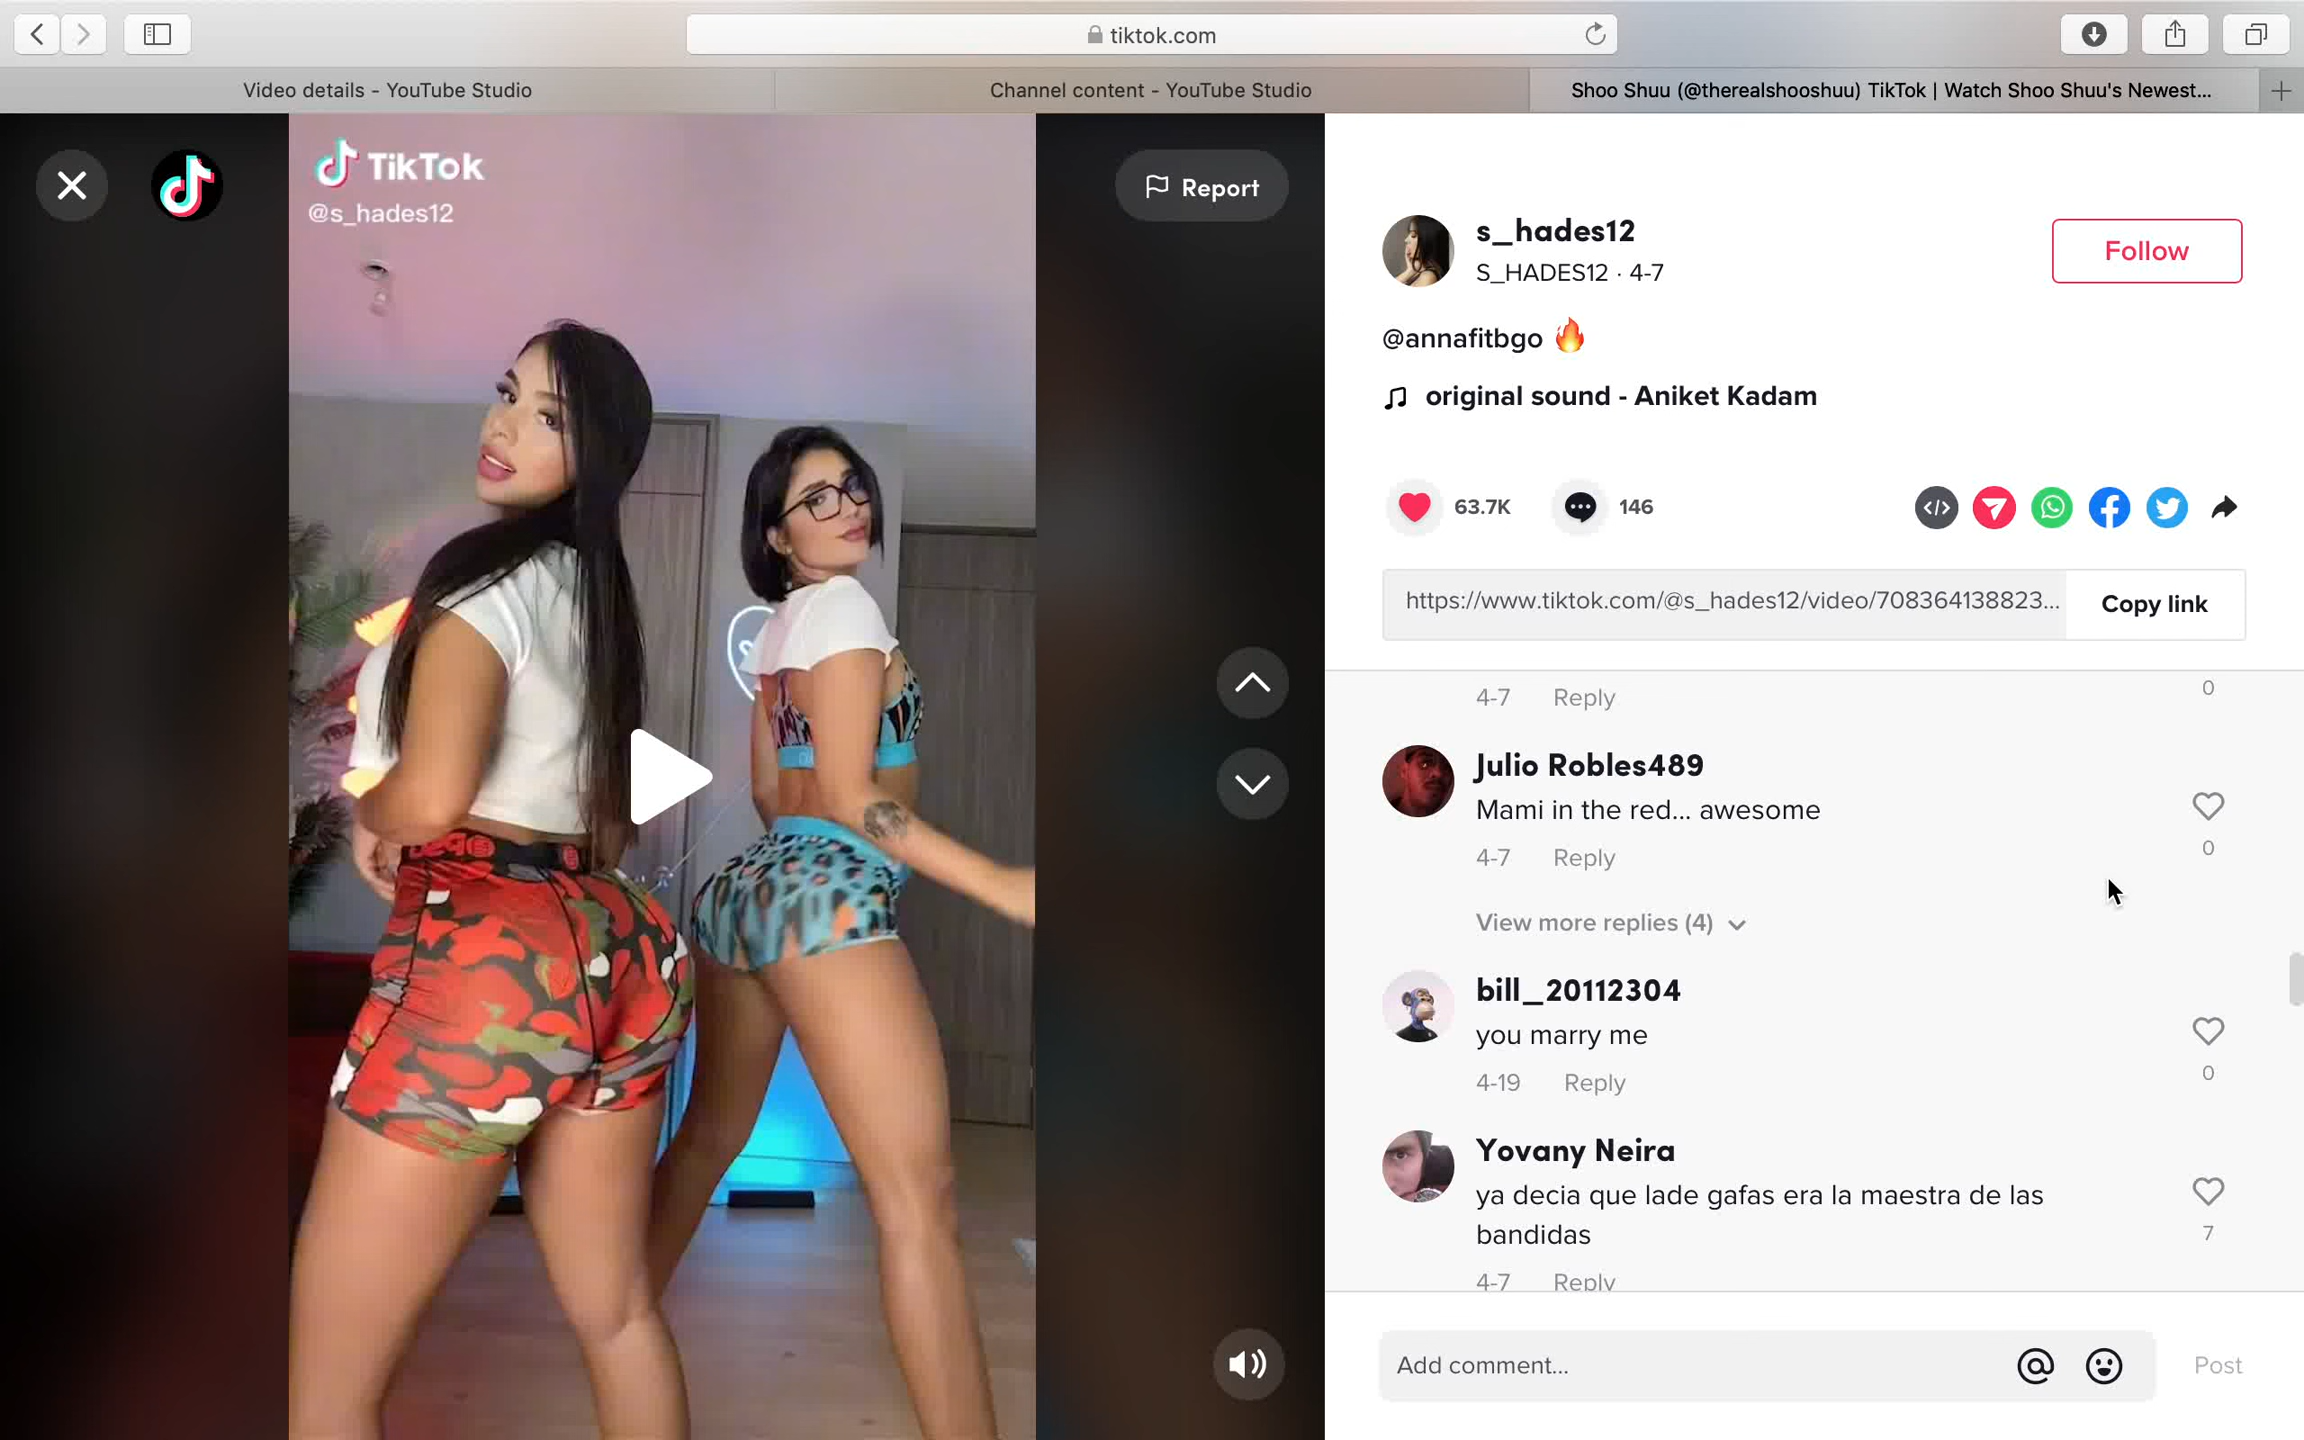 tiktok.com
Video details - YouTube Studio
Channel content - YouTube Studio
Shoo Shuu (@therealshooshuu) TikTok | Watch Shoo Shuu's Newest...
TikTok
@s_hades12
Report
s_hades12
S_HADES12 · 4-7
Follow
@annafitbgo 🔥
original sound - Aniket Kadam
63.7K
146
https://www.tiktok.com/@s_hades12/video/708364138823...
Copy link
4-7 Reply
0
Julio Robles489
Mami in the red... awesome
4-7 Reply
0
View more replies (4)
bill_20112304
you marry me
4-19 Reply
0
Yovany Neira
ya decia que lade gafas era la maestra de las
bandidas
7
4-7 Reply
Add comment...
Post